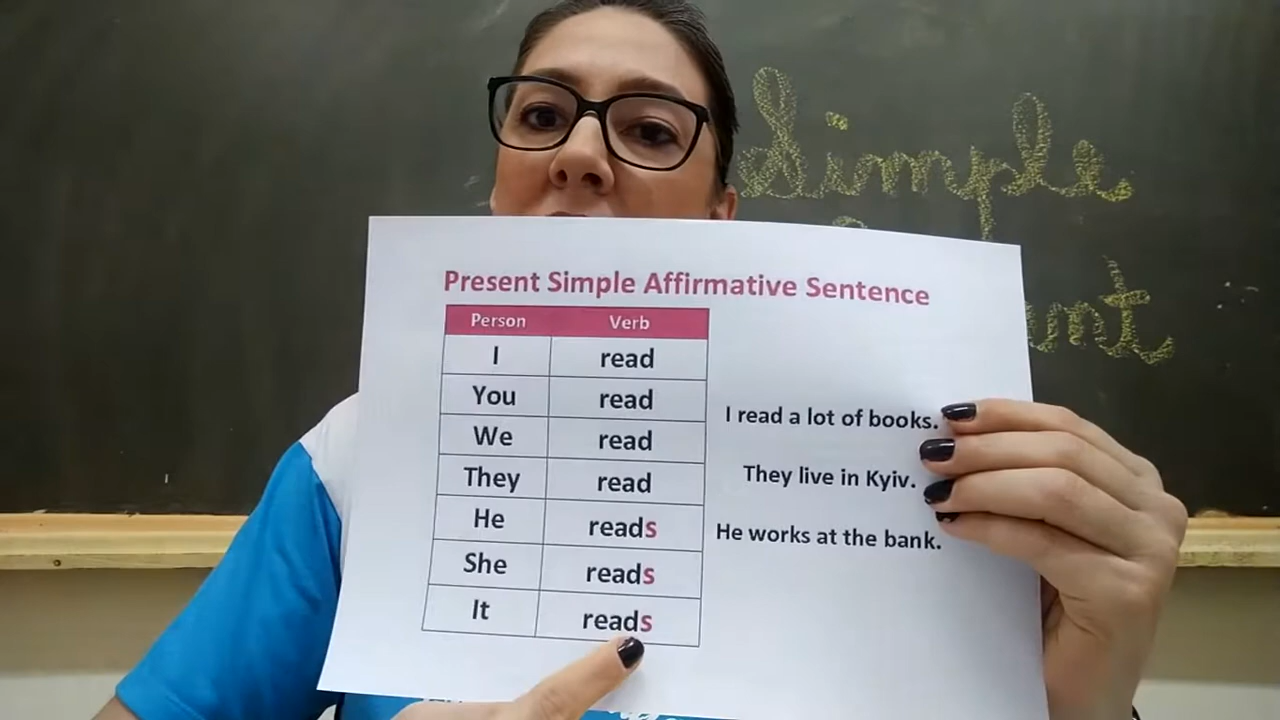 Simple
Present Simple Affirmative Sentence
Person Verb
I read
You read
We read
They read
He reads
She reads
It reads
I read a lot of books.
They live in Kyiv.
He works at the bank.